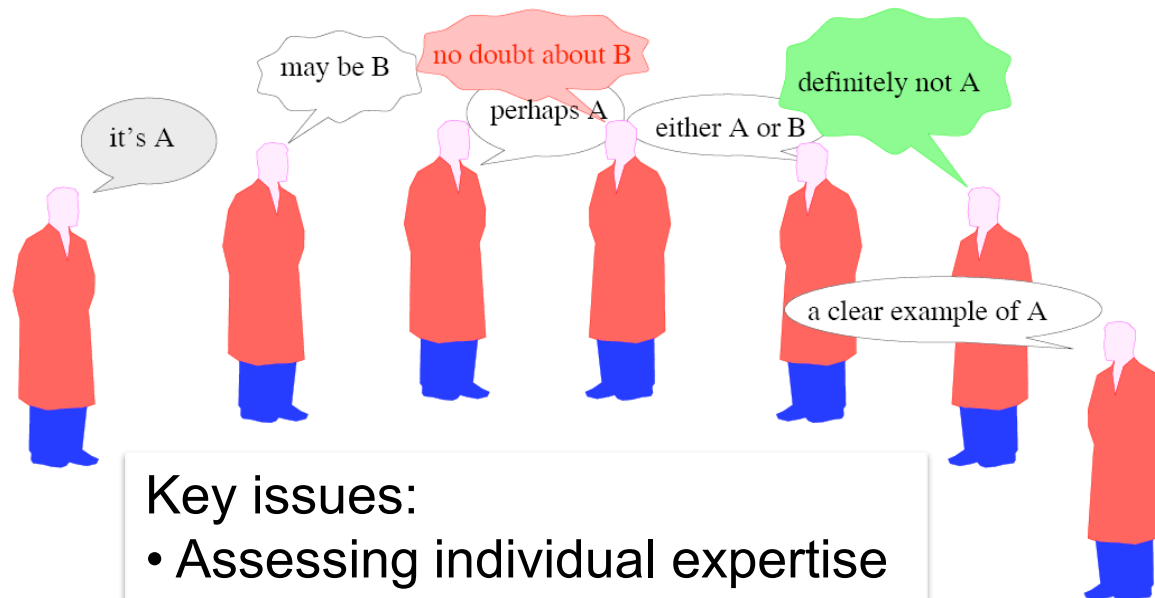 it's A
may be B
no doubt about B
perhaps A
either A or B
definitely not A
a clear example of A
Key issues:
• Assessing individual expertise